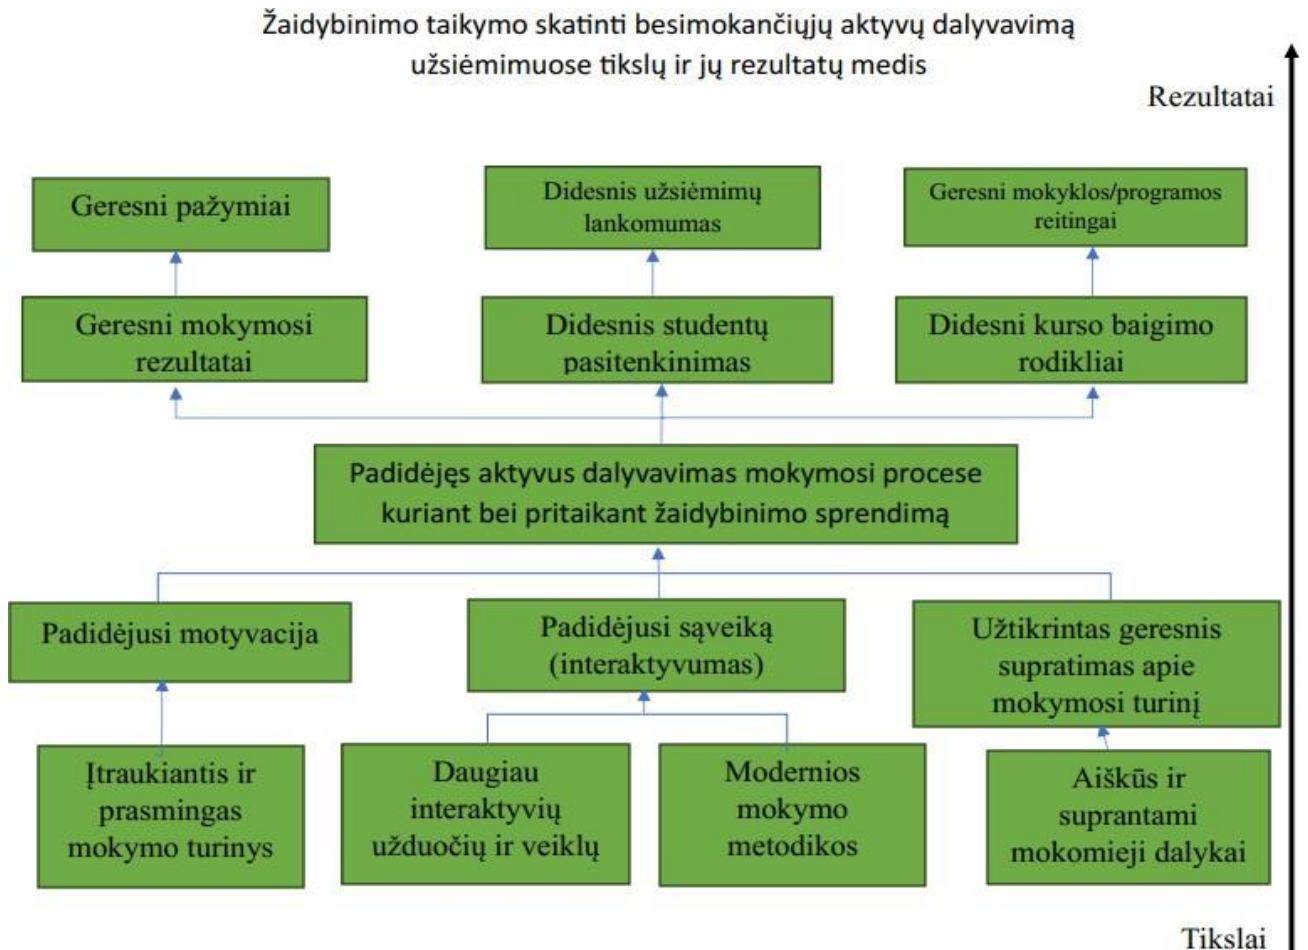 Žaidybinimo taikymo skatinti besimokančiųjų aktyvų dalyvavimą
užsiėmimuose tikslų ir jų rezultatų medis
Rezultatai
Geresni pažymiai
Didesnis užsiėmimų
lankomumas
Geresni mokyklos/programos
reitingai
Geresni mokymosi
rezultatai
Didesnis studentų
pasitenkinimas
Didesni kurso baigimo
rodikliai
Padidėjęs aktyvus dalyvavimas mokymosi procese
kuriant bei pritaikant žaidybinimo sprendimą
Padidėjusi motyvacija
Padidėjusi sąveiką
(interaktyvumas)
Užtikrintas geresnis
supratimas apie
mokymosi turinį
Įtraukiantis ir
prasmingas
mokymo turinys
Daugiau
interaktyvių
užduočių ir veiklų
Modernios
mokymo
metodikos
Aiškūs ir
suprantami
mokomieji dalykai
Tikslai